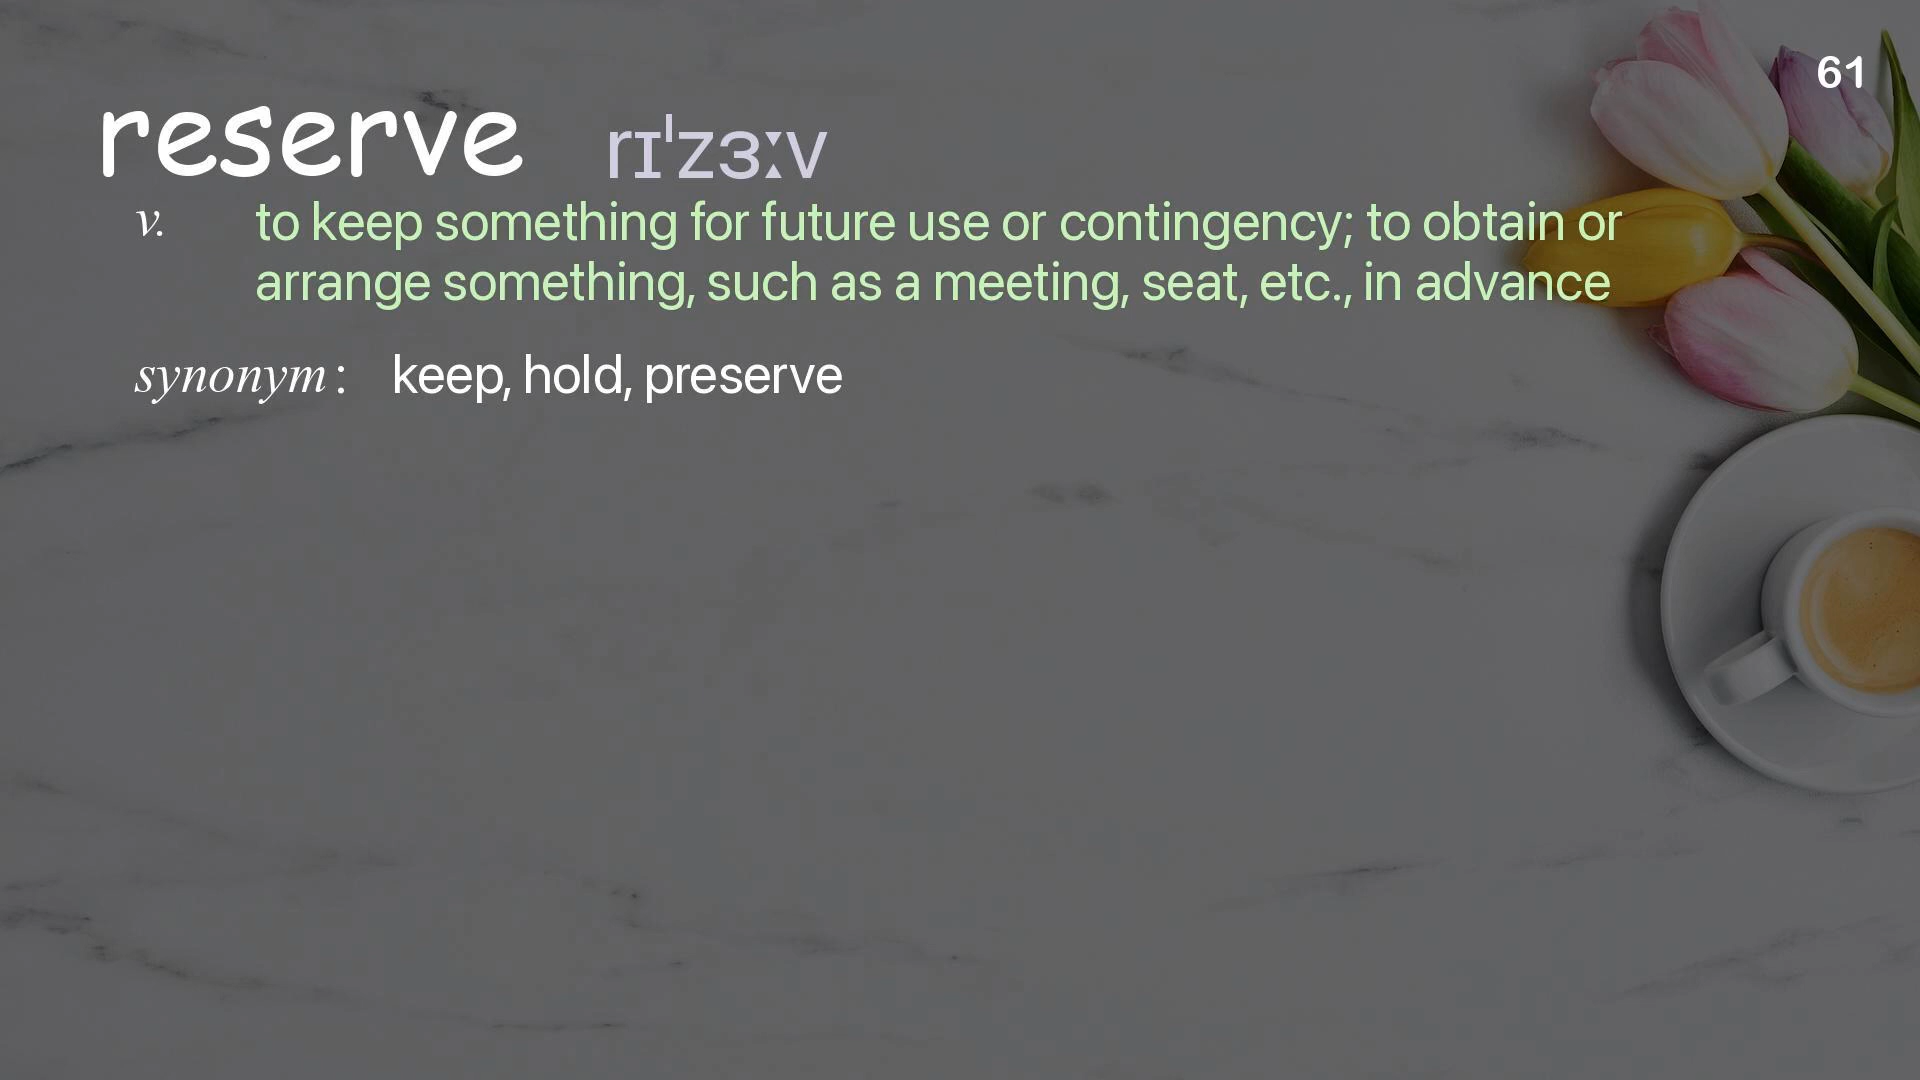 61
reserve rɪˈzɜːv
v. to keep something for future use or contingency; to obtain or
arrange something, such as a meeting, seat, etc., in advance
synonym: keep, hold, preserve